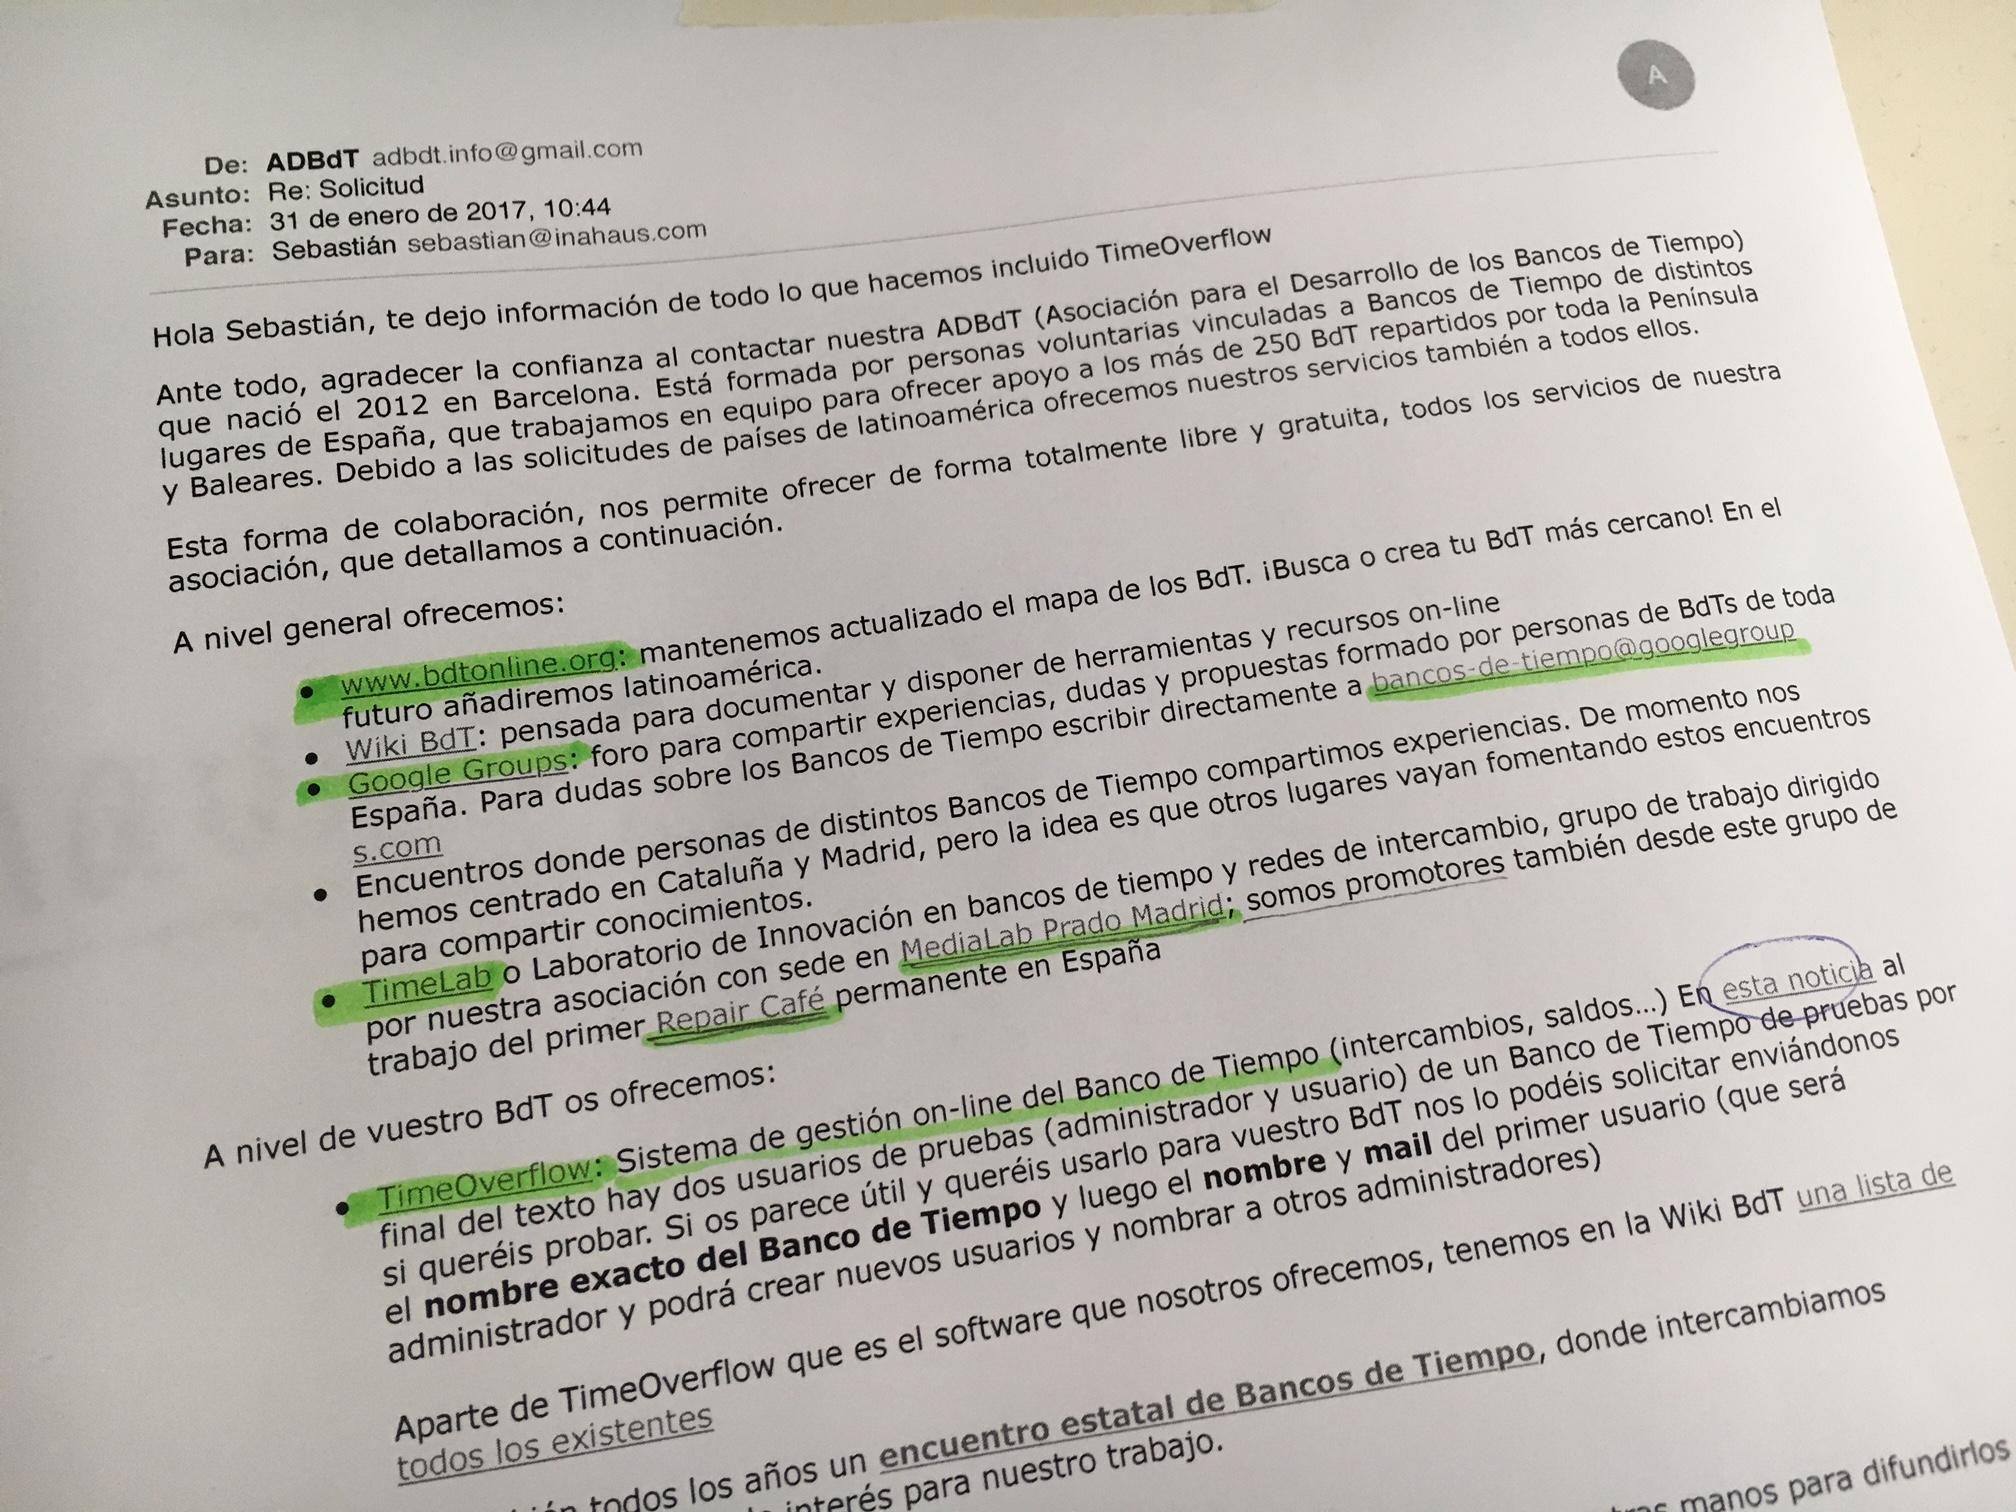 A
De: ADBdT adbdt.info@gmail.com
Asunto: Re: Solicitud
Fecha: 31 de enero de 2017, 10:44
Para: Sebastián sebastian@inahaus.com
Hola Sebastián, te dejo información de todo lo que hacemos incluido TimeOverflow
Ante todo, agradecer la confianza al contactar nuestra ADBdT (Asociación para el Desarrollo de los Bancos de Tiempo)
que nació el 2012 en Barcelona. Está formada por personas voluntarias vinculadas a Bancos de Tiempo de distintos
lugares de España, que trabajamos en equipo para ofrecer apoyo a los más de 250 BdT repartidos por toda la Península
y Baleares. Debido a las solicitudes de países de latinoamérica ofrecemos nuestros servicios también a todos ellos.
Esta forma de colaboración, nos permite ofrecer de forma totalmente libre y gratuita, todos los servicios de nuestra
asociación, que detallamos a continuación.
A nivel general ofrecemos:
• www.bdtonline.org: mantenemos actualizado el mapa de los BdT. ¡Busca o crea tu BdT más cercano! En el
futuro añadiremos latinoamérica.
• Wiki BdT: pensada para documentar y disponer de herramientas y recursos on-line
• Google Groups: foro para compartir experiencias, dudas y propuestas formado por personas de BdTs de toda
España. Para dudas sobre los Bancos de Tiempo escribir directamente a bancos-de-tiempo@googlegroup
s.com
• Encuentros donde personas de distintos Bancos de Tiempo compartimos experiencias. De momento nos
hemos centrado en Cataluña y Madrid, pero la idea es que otros lugares vayan fomentando estos encuentros
para compartir conocimientos.
• TimeLab o Laboratorio de Innovación en bancos de tiempo y redes de intercambio, grupo de trabajo dirigido
por nuestra asociación con sede en MediaLab Prado Madrid; somos promotores también desde este grupo de
trabajo del primer Repair Café permanente en España
A nivel de vuestro BdT os ofrecemos:
• TimeOverflow: Sistema de gestión on-line del Banco de Tiempo (intercambios, saldos...) En esta noticia al
final del texto hay dos usuarios de pruebas (administrador y usuario) de un Banco de Tiempo de pruebas por
si queréis probar. Si os parece útil y queréis usarlo para vuestro BdT nos lo podéis solicitar enviándonos
el nombre exacto del Banco de Tiempo y luego el nombre y mail del primer usuario (que será
administrador y podrá crear nuevos usuarios y nombrar a otros administradores)
Aparte de TimeOverflow que es el software que nosotros ofrecemos, tenemos en la Wiki BdT una lista de
todos los existentes
todos los años un encuentro estatal de Bancos de Tiempo, donde intercambiamos
interés para nuestro trabajo.
manos para difundirlos